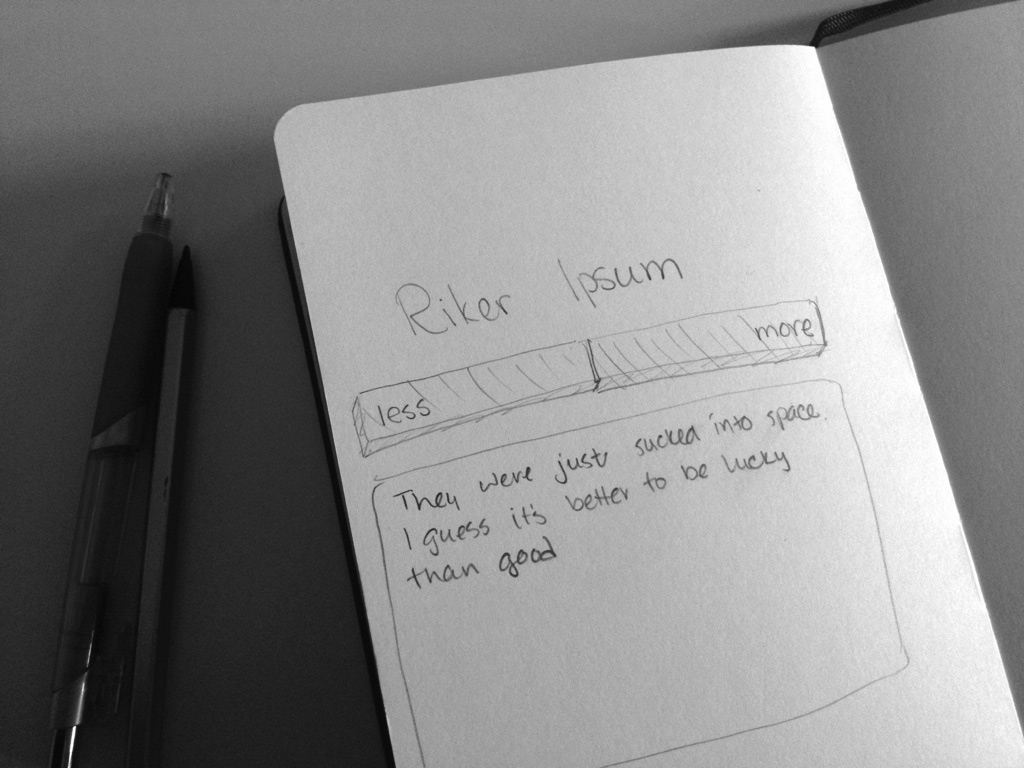 Riker Ipsum
less more
They were just sucked into space.
I guess it's better to be lucky
than good